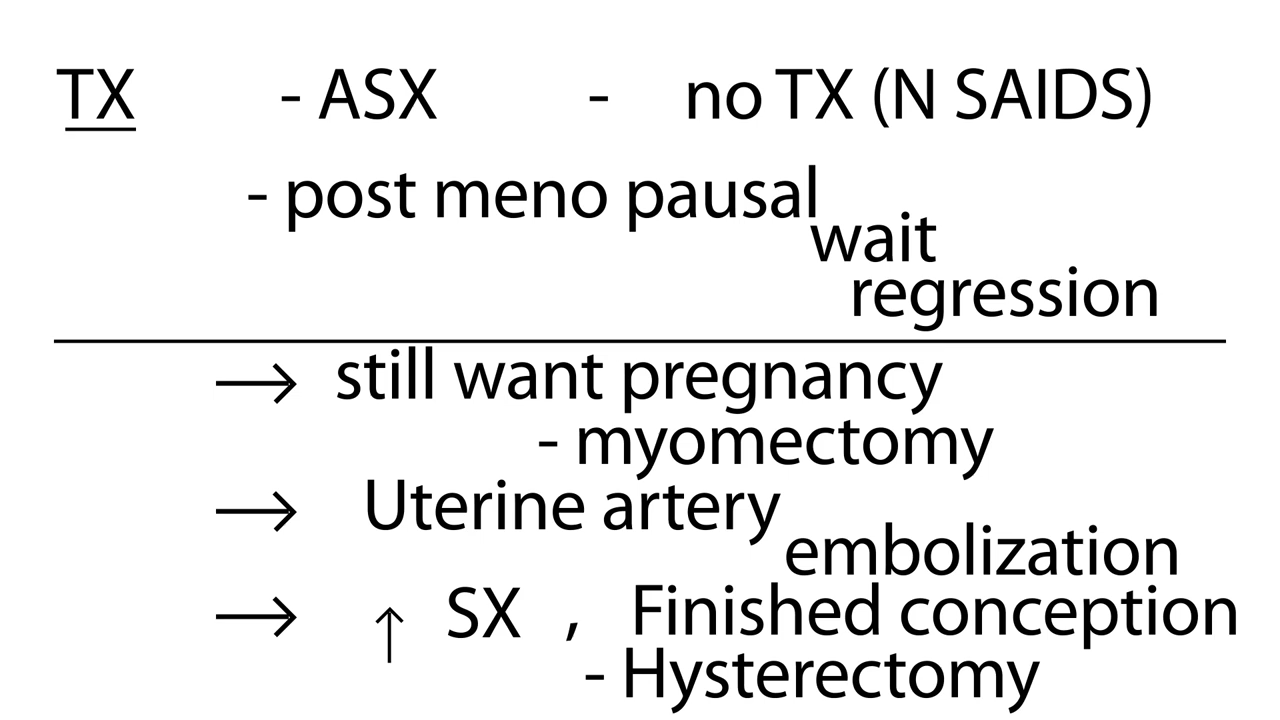 TX - ASX - no TX (N SAIDS)
- post meno pausal
wait
regression
→ still want pregnancy
- myomectomy
→ Uterine artery
embolization
→ ↑ SX , Finished conception
- Hysterectomy